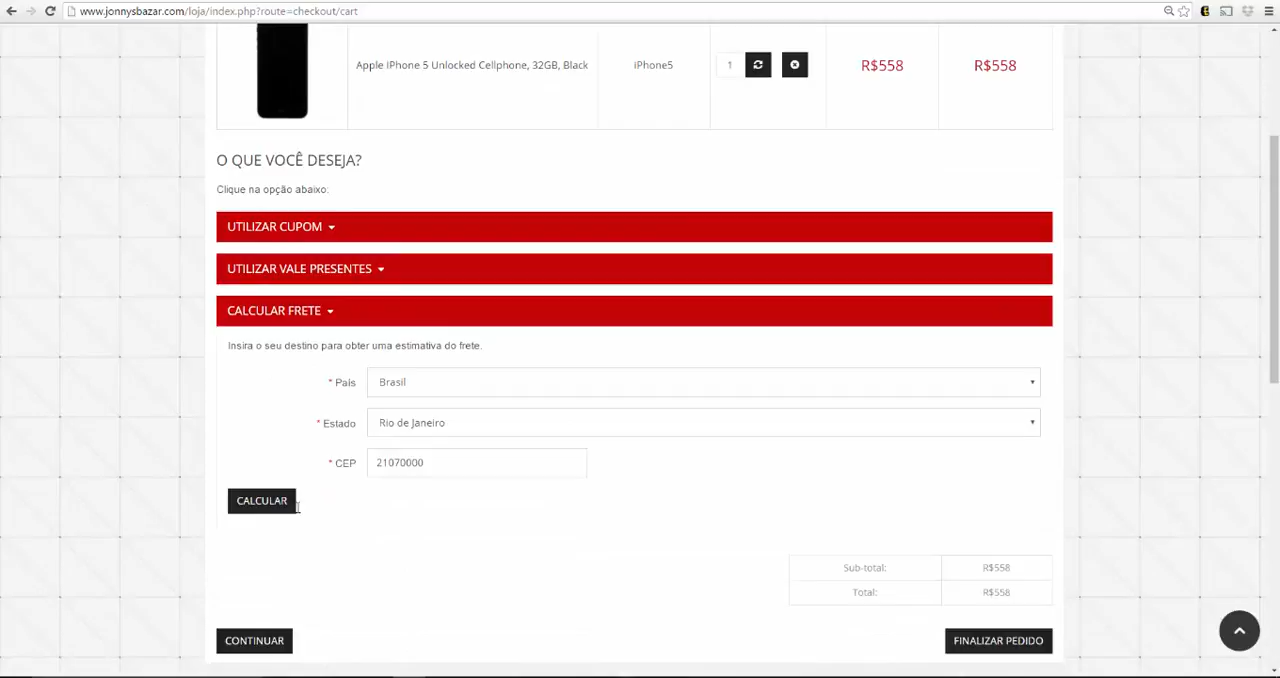 www.jonnysbazar.com/loja/index.php?route=checkout/cart
Apple iPhone 5 Unlocked Cellphone, 32GB, Black iPhone5 1 R$558 R$558
O QUE VOCÊ DESEJA?
Clique na opção abaixo:
UTILIZAR CUPOM
UTILIZAR VALE PRESENTES
CALCULAR FRETE
Insira o seu destino para obter uma estimativa do frete.
* País Brasil
* Estado Rio de Janeiro
* CEP 21070000
CALCULAR
Sub-total: R$558
Total: R$558
CONTINUAR FINALIZAR PEDIDO